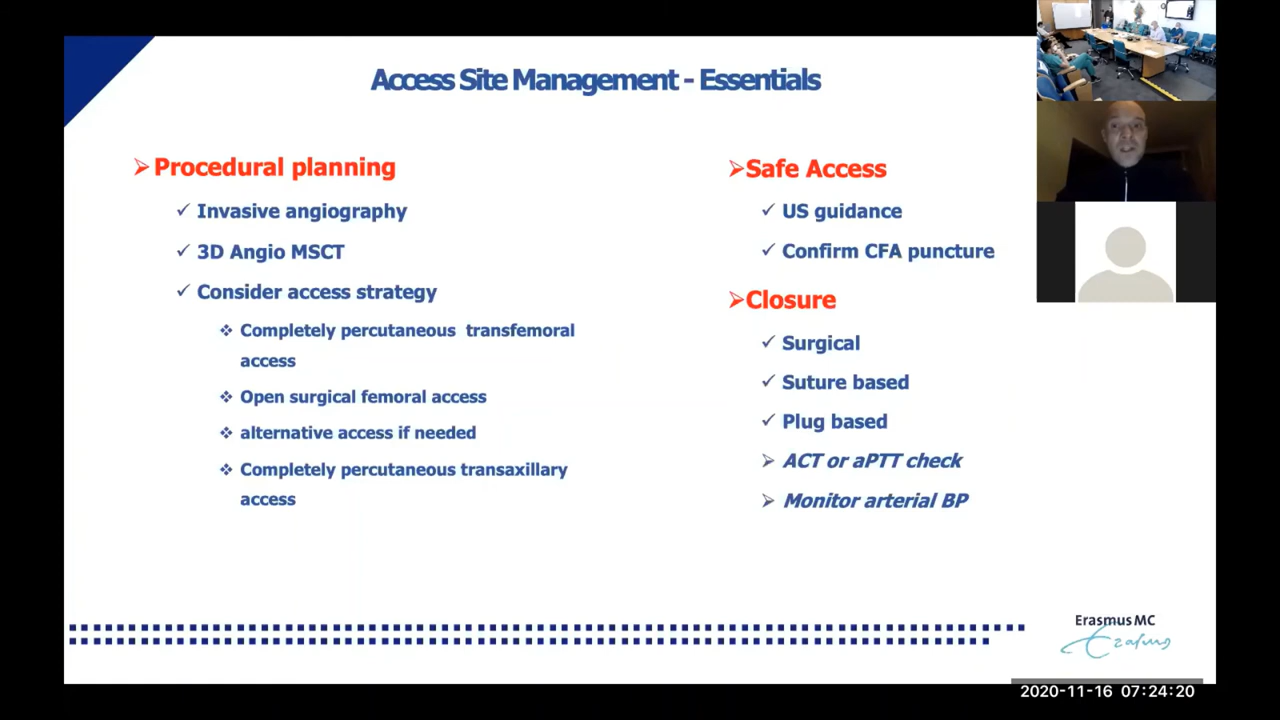 Access Site Management - Essentials
Procedural planning
Invasive angiography
3D Angio MSCT
Consider access strategy
Completely percutaneous transfemoral
access
Open surgical femoral access
alternative access if needed
Completely percutaneous transaxillary
access
Safe Access
US guidance
Confirm CFA puncture
Closure
Surgical
Suture based
Plug based
ACT or aPTT check
Monitor arterial BP
Erasmus MC
Erasmus
2020-11-16 07:24:20